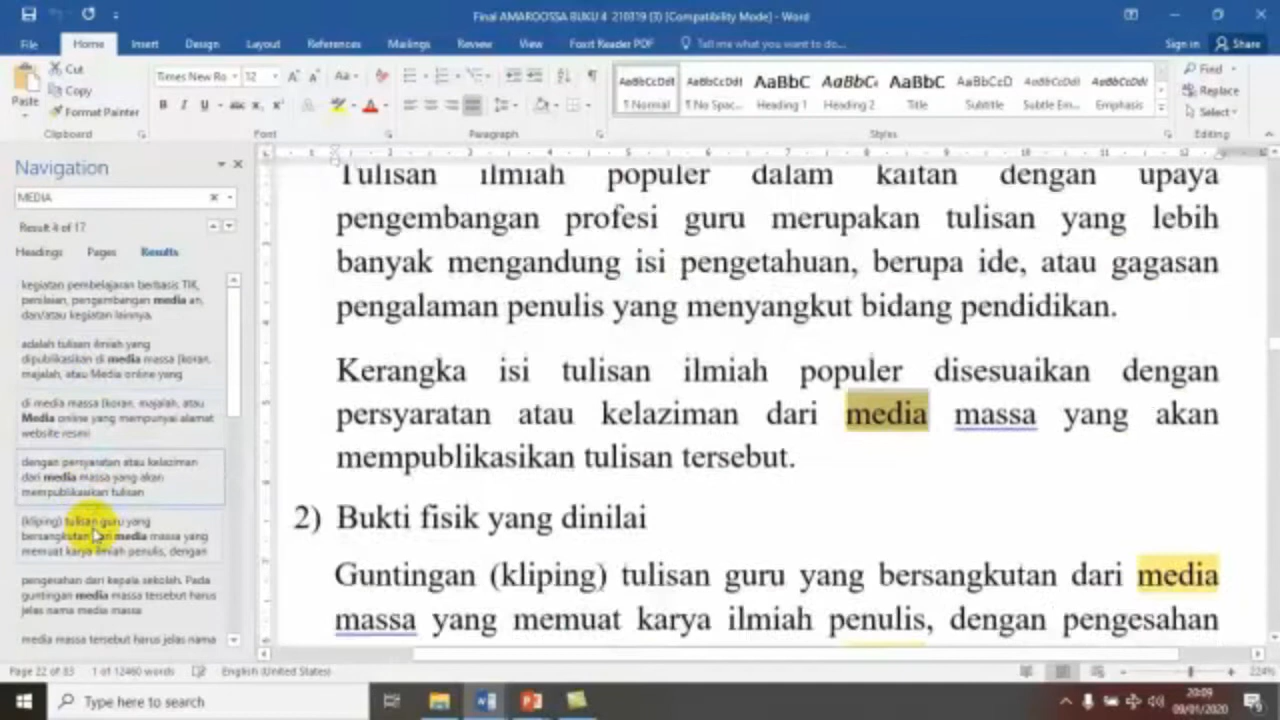 Final AMAROOSSA BUKU 4 210319 (3) [Compatibility Mode] - Word
File Home Insert Design Layout References Mailings Review View Foxit Reader PDF Tell me what you want to do... Sign in Share
Cut
Copy
Format Painter
Paste
Times New Ro 12
AaBbCcDdI AaBbCcDdI AaBbC AaBbCc AaBbC AaBbCcD AaBbCcDdI AaBbCcDdI
¶ Normal ¶ No Spac... Heading 1 Heading 2 Title Subtitle Subtle Em... Emphasis
Find
Replace
Select
Clipboard Font Paragraph Styles Editing
Navigation
MEDIA
Result 4 of 17
Headings Pages Results
kegiatan pembelajaran berbasis TIK,
penilaian, pengembangan media an,
dan/atau kegiatan lainnya.
adalah tulisan ilmiah yang
dipublikasikan di media massa (koran,
majalah, atau Media online yang
di media massa (koran, majalah, atau
Media online yang mempunyai alamat
website resmi
dengan persyaratan atau kelaziman
dari media massa yang akan
mempublikasikan tulisan
(kliping) tulisan guru yang
bersangkutan dari media massa yang
memuat karya ilmiah penulis, dengan
pengesahan dari kepala sekolah. Pada
guntingan media massa tersebut harus
jelas nama media massa
media massa tersebut harus jelas nama
Tulisan ilmiah populer dalam kaitan dengan upaya
pengembangan profesi guru merupakan tulisan yang lebih
banyak mengandung isi pengetahuan, berupa ide, atau gagasan
pengalaman penulis yang menyangkut bidang pendidikan.
Kerangka isi tulisan ilmiah populer disesuaikan dengan
persyaratan atau kelaziman dari media massa yang akan
mempublikasikan tulisan tersebut.
2) Bukti fisik yang dinilai
Guntingan (kliping) tulisan guru yang bersangkutan dari media
massa yang memuat karya ilmiah penulis, dengan pengesahan
Page 22 of 83 1 of 12460 words English (United States) 224%
Type here to search
20:09
09/01/2020